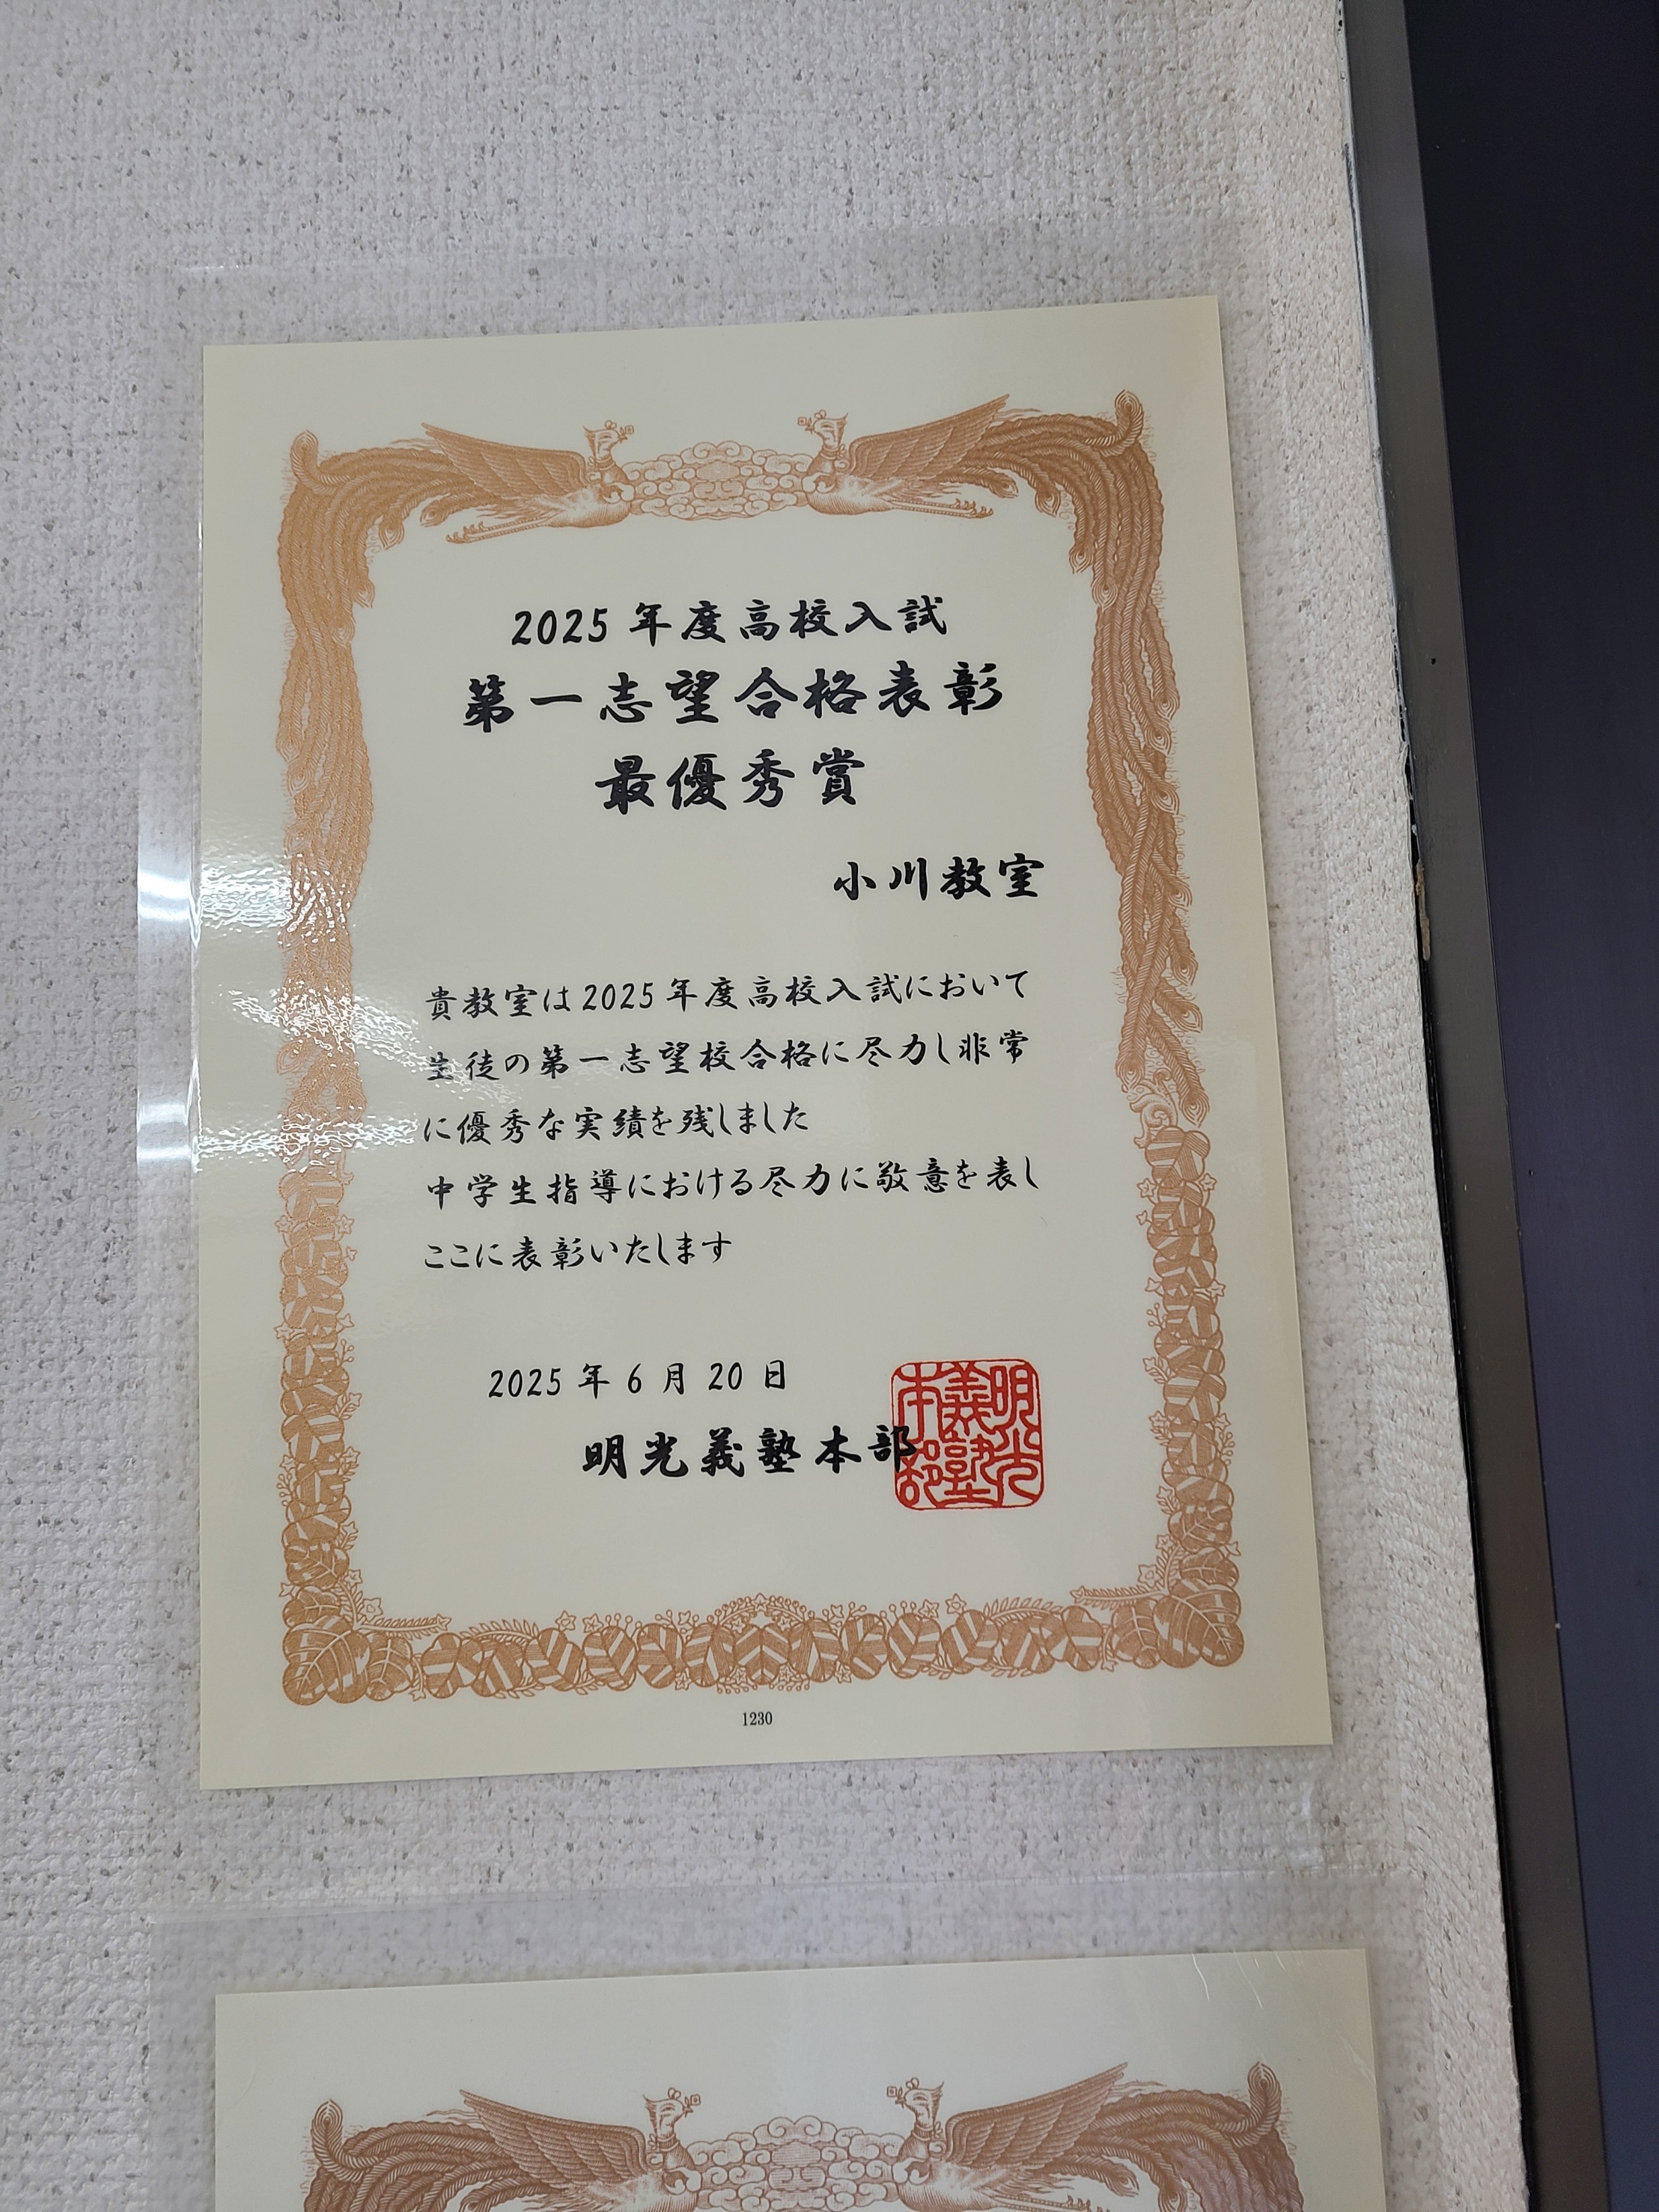 2025年度高校入試
第一志望合格表彰
最優秀賞
小川教室
貴教室は2025年度高校入試において
生徒の第一志望校合格に尽力し非常
に優秀な実績を残しました
中学生指導における尽力に敬意を表し
ここに表彰いたします
2025年6月20日
明光義塾本部
明光義塾本部
1230